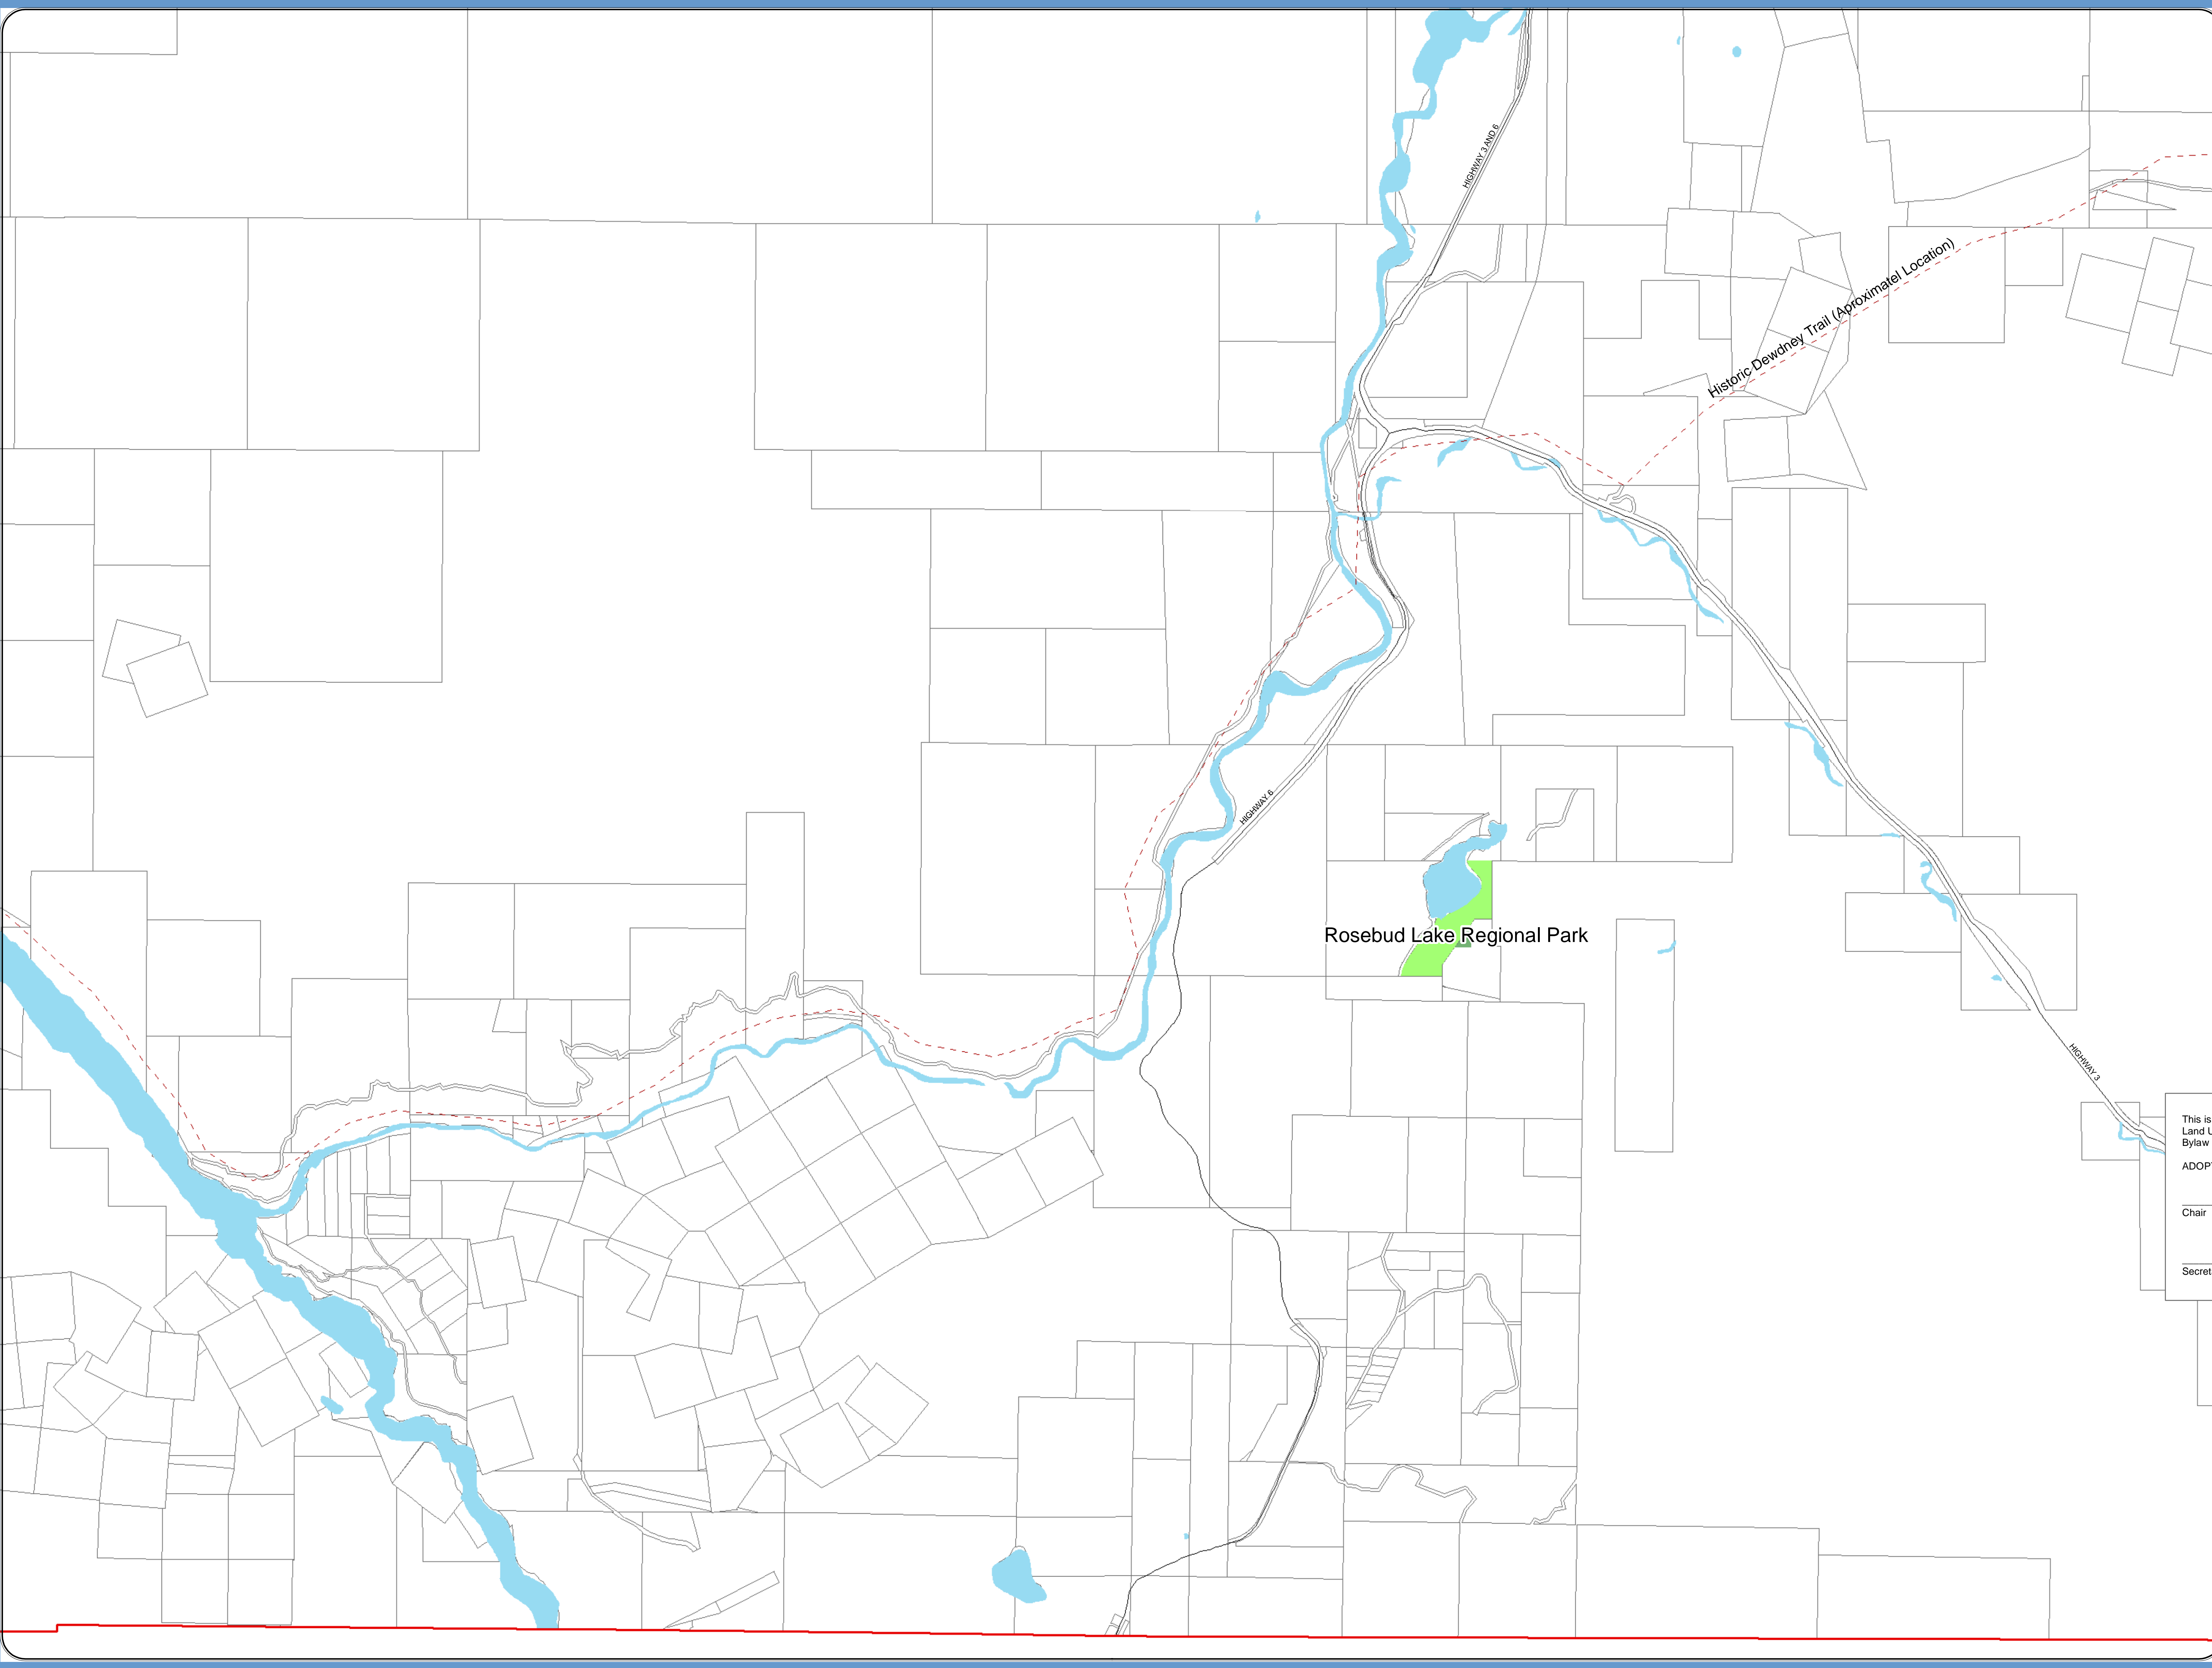 HIGHWAY 3 AND 6
Historic Dewdney Trail (Aproximatel Location)
HIGHWAY 6
Rosebud Lake Regional Park
HIGHWAY 3
This is
Land U
Bylaw
ADOPT
Chair
Secret